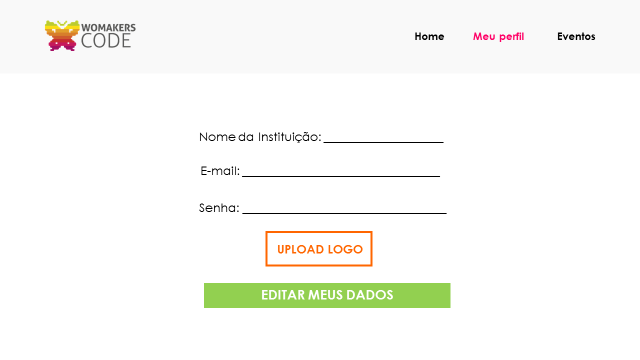 WOMAKERS
CODE
Home Meu perfil Eventos
Nome da Instituição:
E-mail:
Senha:
UPLOAD LOGO
EDITAR MEUS DADOS